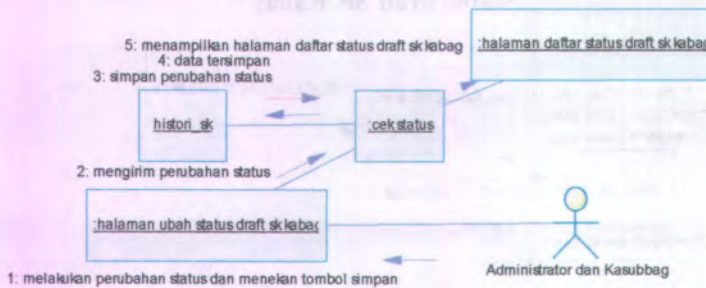 5: menampilkan halaman daftar status draft sk kabag
4: data tersimpan
3: simpan perubahan status
:halaman daftar status draft sk kabag
histori_sk
:cek status
2: mengirim perubahan status
:halaman ubah status draft sk kabag
1: melakukan perubahan status dan menekan tombol simpan
Administrator dan Kasubbag